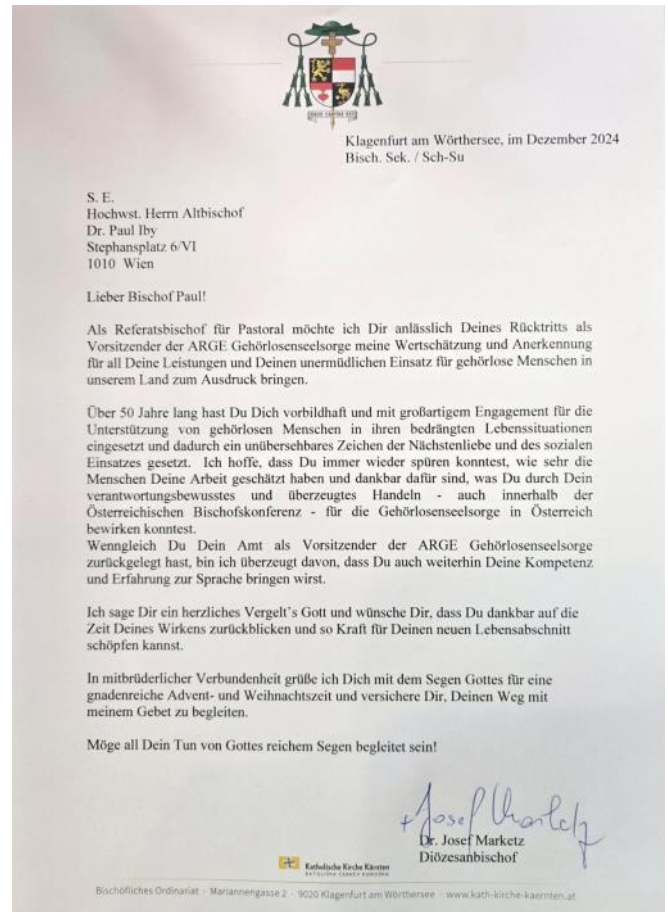 Klagenfurt am Wörthersee, im Dezember 2024
Bisch. Sek. / Sch-Su
S. E.
Hochwst. Herrn Altbischof
Dr. Paul Iby
Stephansplatz 6/VI
1010 Wien
Lieber Bischof Paul!
Als Referatsbischof für Pastoral möchte ich Dir anlässlich Deines Rücktritts als
Vorsitzender der ARGE Gehörlosenseelsorge meine Wertschätzung und Anerkennung
für all Deine Leistungen und Deinen unermüdlichen Einsatz für gehörlose Menschen in
unserem Land zum Ausdruck bringen.
Über 50 Jahre lang hast Du Dich vorbildhaft und mit großartigem Engagement für die
Unterstützung von gehörlosen Menschen in ihren bedrängten Lebenssituationen
eingesetzt und dadurch ein unübersehbares Zeichen der Nächstenliebe und des sozialen
Einsatzes gesetzt. Ich hoffe, dass Du immer wieder spüren konntest, wie sehr die
Menschen Deine Arbeit geschätzt haben und dankbar dafür sind, was Du durch Dein
verantwortungsbewusstes und überzeugtes Handeln - auch innerhalb der
Österreichischen Bischofskonferenz - für die Gehörlosenseelsorge in Österreich
bewirken konntest.
Wenngleich Du Dein Amt als Vorsitzender der ARGE Gehörlosenseelsorge
zurückgelegt hast, bin ich überzeugt davon, dass Du auch weiterhin Deine Kompetenz
und Erfahrung zur Sprache bringen wirst.
Ich sage Dir ein herzliches Vergelt's Gott und wünsche Dir, dass Du dankbar auf die
Zeit Deines Wirkens zurückblicken und so Kraft für Deinen neuen Lebensabschnitt
schöpfen kannst.
In mitbrüderlicher Verbundenheit grüße ich Dich mit dem Segen Gottes für eine
gnadenreiche Advent- und Weihnachtszeit und versichere Dir, Deinen Weg mit
meinem Gebet zu begleiten.
Möge all Dein Tun von Gottes reichem Segen begleitet sein!
+ Josef Marketz
Dr. Josef Marketz
Diözesanbischof
Katholische Kirche Kärnten
Bischöfliches Ordinariat · Mariannengasse 2 · 9020 Klagenfurt am Wörthersee · www.kath-kirche-kaernten.at